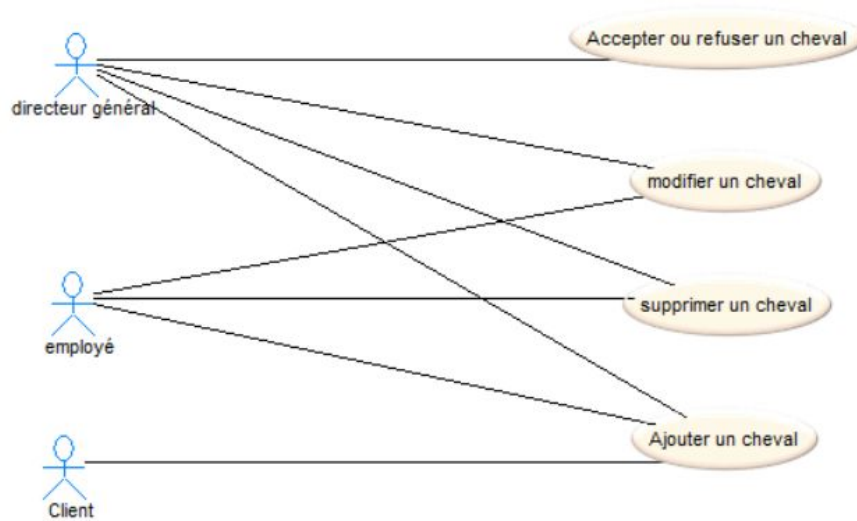 Accepter ou refuser un cheval
directeur général
modifier un cheval
supprimer un cheval
employé
Ajouter un cheval
Client